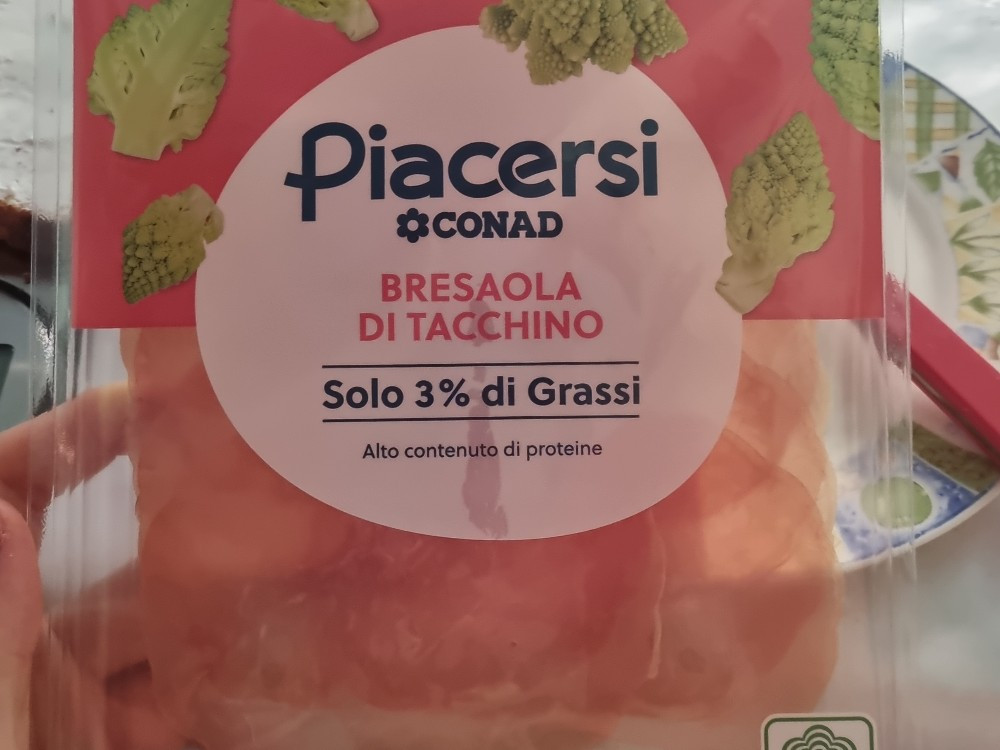 Piacersi
CONAD
BRESAOLA
DI TACCHINO
Solo 3% di Grassi
Alto contenuto di proteine